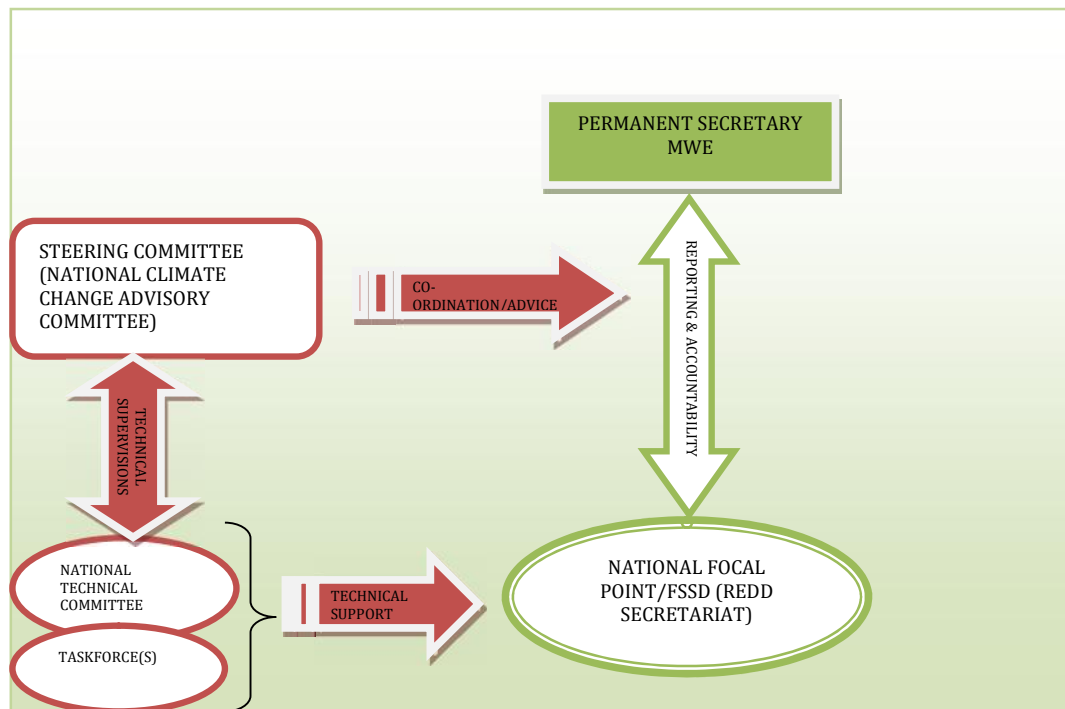 PERMANENT SECRETARY
MWE
STEERING COMMITTEE
(NATIONAL CLIMATE
CHANGE ADVISORY
COMMITTEE)
CO-
ORDINATION/ADVICE
REPORTING & ACCOUNTABILITY
TECHNICAL
SUPERVISIONS
NATIONAL
TECHNICAL
COMMITTEE
TASKFORCE(S)
TECHNICAL
SUPPORT
NATIONAL FOCAL
POINT/FSSD (REDD
SECRETARIAT)